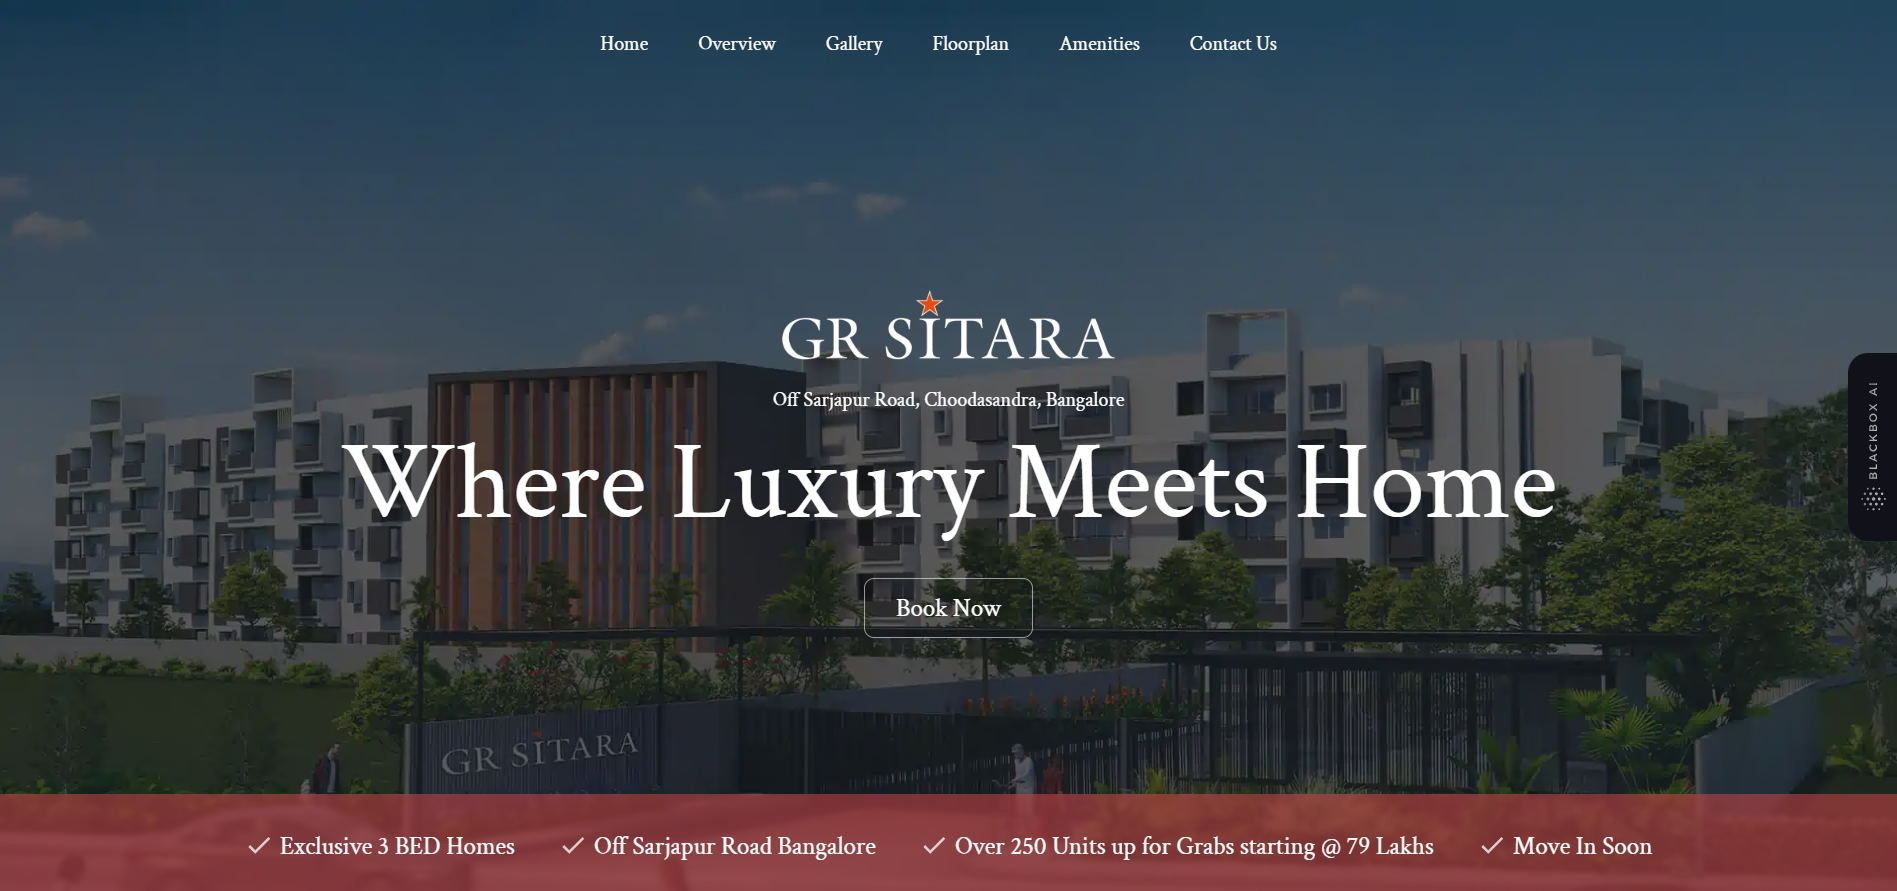 Home Overview Gallery Floorplan Amenities Contact Us
GR SITARA
Off Sarjapur Road, Choodasandra, Bangalore
Where Luxury Meets Home
Book Now
BLACKBOX AI
GR SITARA
Exclusive 3 BED Homes Off Sarjapur Road Bangalore Over 250 Units up for Grabs starting @ 79 Lakhs Move In Soon